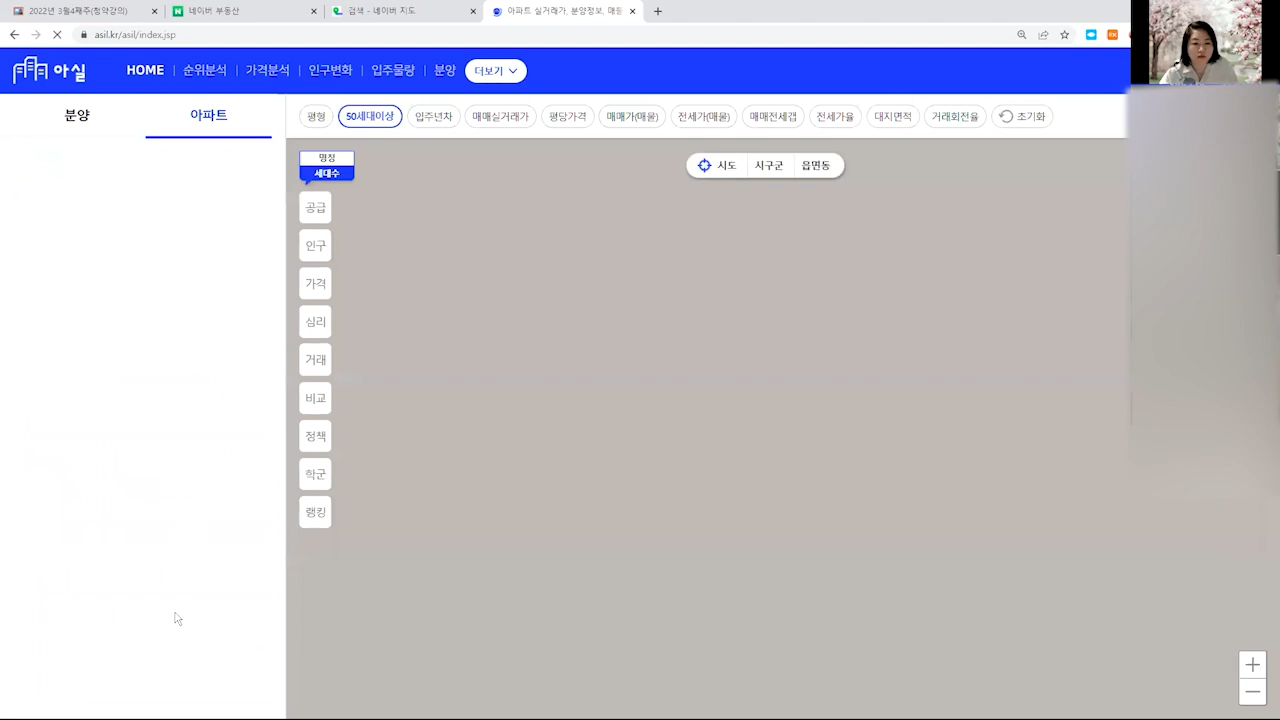 2022년 3월4째주(청약강의)
네이버 부동산
검색 - 네이버 지도
아파트 실거래가, 분양정보, 매물
asil.kr/asil/index.jsp
아실
HOME
순위분석
가격분석
인구변화
입주물량
분양
더보기
분양
아파트
평형
50세대이상
입주년차
매매실거래가
평당가격
매매가(매물)
전세가(매물)
매매전세갭
전세가율
대지면적
거래회전율
초기화
명칭
세대수
시도
시구군
읍면동
공급
인구
가격
심리
거래
비교
정책
학군
랭킹